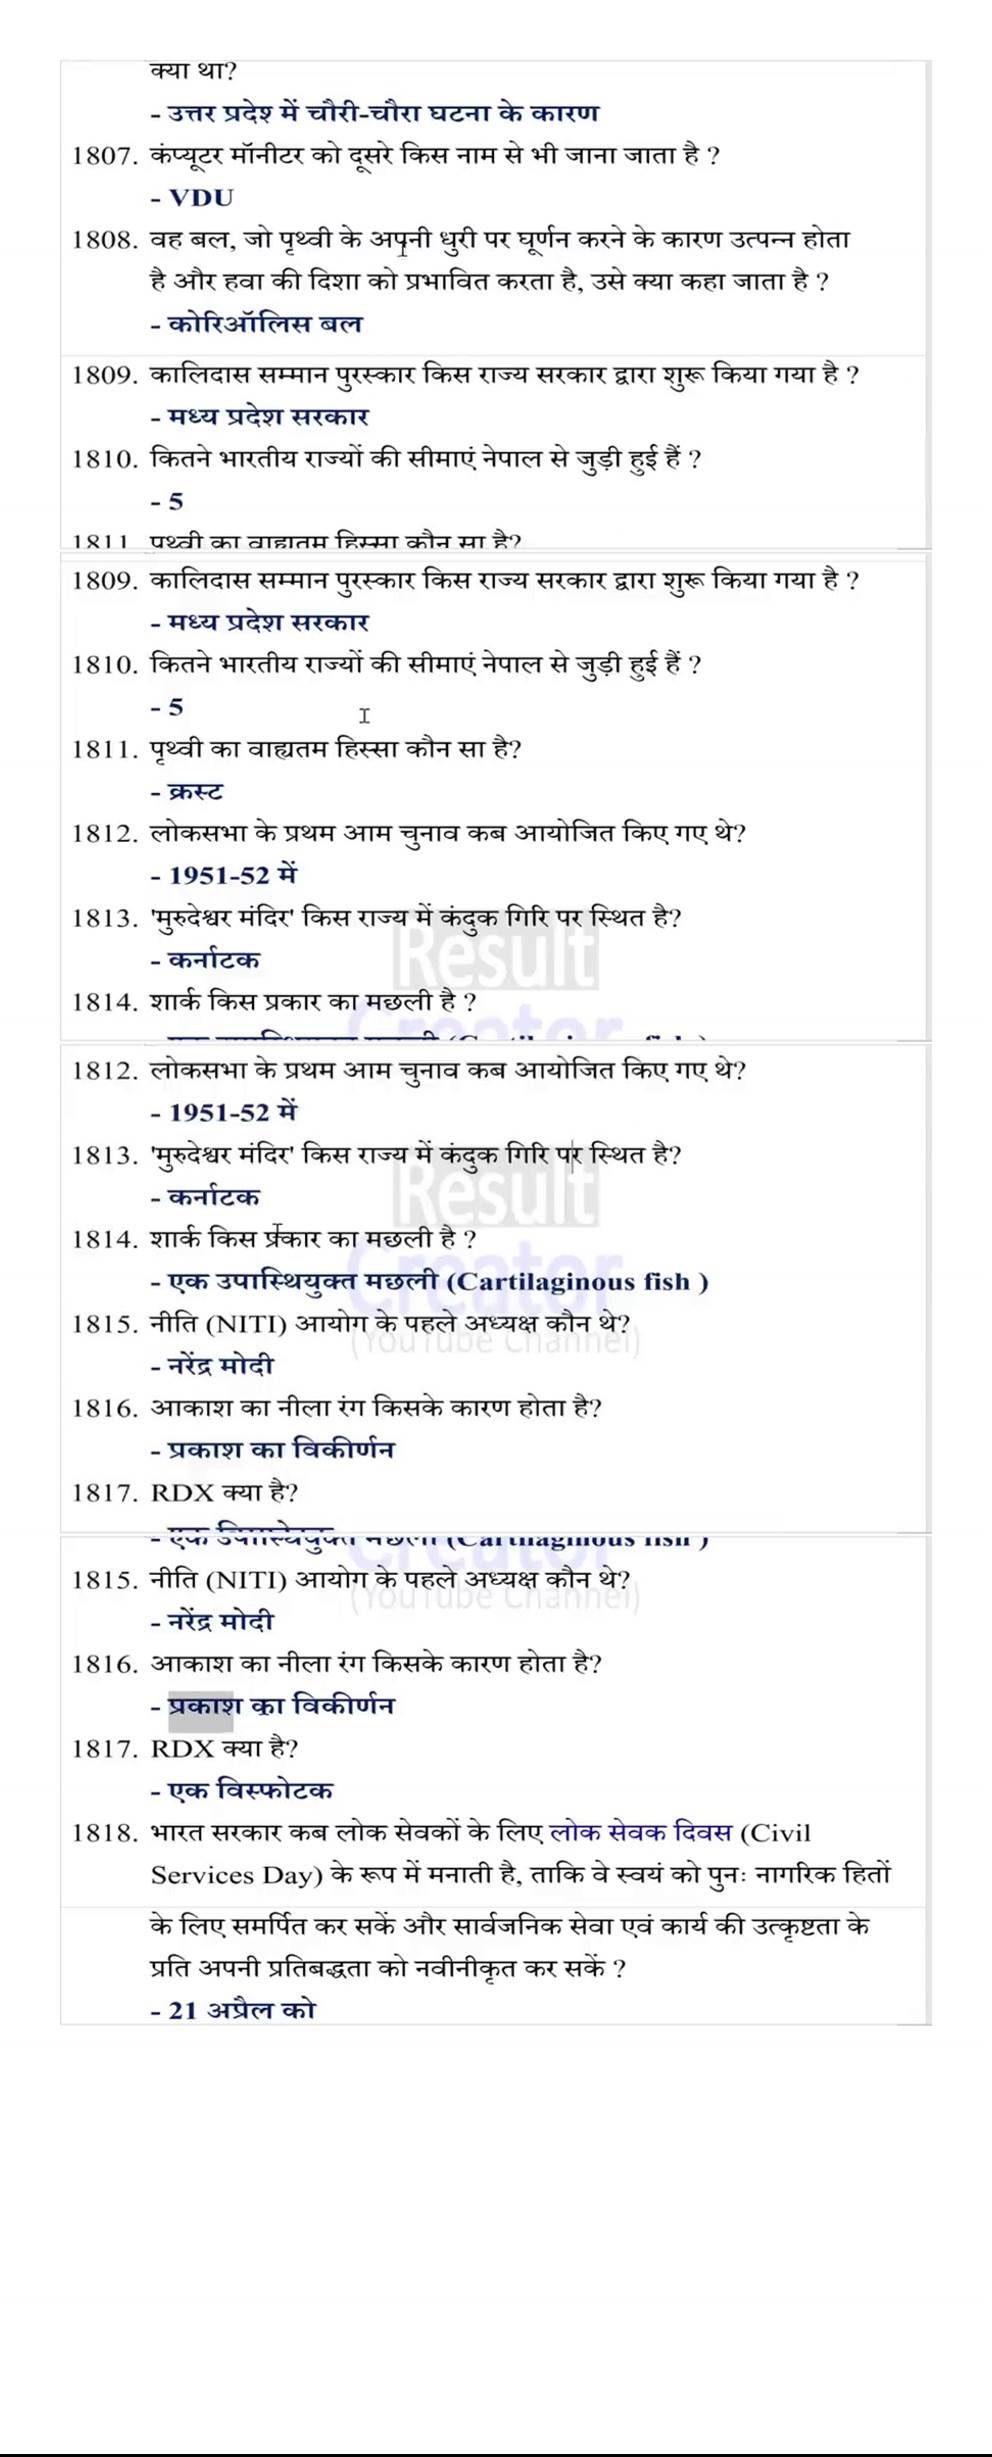 क्या था?
- उत्तर प्रदेश में चौरी-चौरा घटना के कारण
1807. कंप्यूटर मॉनीटर को दूसरे किस नाम से भी जाना जाता है ?
- VDU
1808. वह बल, जो पृथ्वी के अपनी धुरी पर घूर्णन करने के कारण उत्पन्न होता
है और हवा की दिशा को प्रभावित करता है, उसे क्या कहा जाता है ?
- कोरिऑलिस बल
1809. कालिदास सम्मान पुरस्कार किस राज्य सरकार द्वारा शुरू किया गया है ?
- मध्य प्रदेश सरकार
1810. कितने भारतीय राज्यों की सीमाएं नेपाल से जुड़ी हुई हैं ?
- 5
1811. पृथ्वी का वाह्यतम हिस्सा कौन सा है?
1809. कालिदास सम्मान पुरस्कार किस राज्य सरकार द्वारा शुरू किया गया है ?
- मध्य प्रदेश सरकार
1810. कितने भारतीय राज्यों की सीमाएं नेपाल से जुड़ी हुई हैं ?
- 5
1811. पृथ्वी का वाह्यतम हिस्सा कौन सा है?
- क्रस्ट
1812. लोकसभा के प्रथम आम चुनाव कब आयोजित किए गए थे?
- 1951-52 में
1813. 'मुरुदेश्वर मंदिर' किस राज्य में कंदुक गिरि पर स्थित है?
Result
- कर्नाटक
1814. शार्क किस प्रकार का मछली है ?
Creator
1812. लोकसभा के प्रथम आम चुनाव कब आयोजित किए गए थे?
- 1951-52 में
1813. 'मुरुदेश्वर मंदिर' किस राज्य में कंदुक गिरि पर स्थित है?
Result
- कर्नाटक
1814. शार्क किस प्रकार का मछली है ?
Creator
- एक उपास्थियुक्त मछली (Cartilaginous fish )
1815. नीति (NITI) आयोग के पहले अध्यक्ष कौन थे?
(YouTube Channel)
- नरेंद्र मोदी
1816. आकाश का नीला रंग किसके कारण होता है?
- प्रकाश का विकीर्णन
1817. RDX क्या है?
- एक उपास्थियुक्त मछली (Cartilaginous fish )
1815. नीति (NITI) आयोग के पहले अध्यक्ष कौन थे?
(YouTube Channel)
- नरेंद्र मोदी
1816. आकाश का नीला रंग किसके कारण होता है?
- प्रकाश का विकीर्णन
1817. RDX क्या है?
- एक विस्फोटक
1818. भारत सरकार कब लोक सेवकों के लिए लोक सेवक दिवस (Civil
Services Day) के रूप में मनाती है, ताकि वे स्वयं को पुनः नागरिक हितों
के लिए समर्पित कर सकें और सार्वजनिक सेवा एवं कार्य की उत्कृष्टता के
प्रति अपनी प्रतिबद्धता को नवीनीकृत कर सकें ?
- 21 अप्रैल को